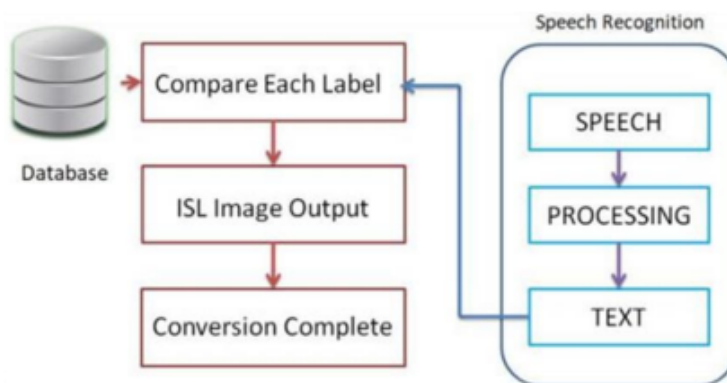 Speech Recognition
Compare Each Label
SPEECH
Database
ISL Image Output
PROCESSING
Conversion Complete
TEXT